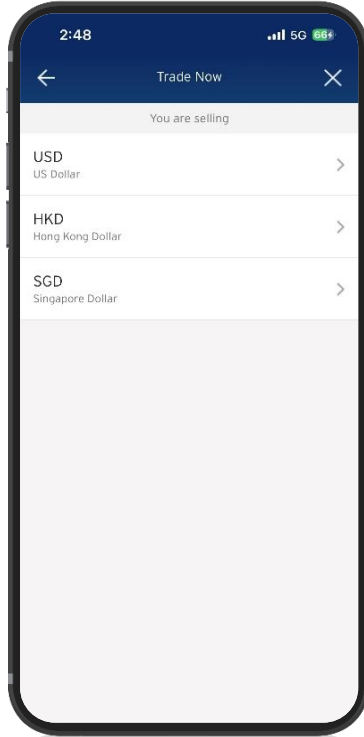 2:48
5G 66
Trade Now
You are selling
USD
US Dollar
HKD
Hong Kong Dollar
SGD
Singapore Dollar